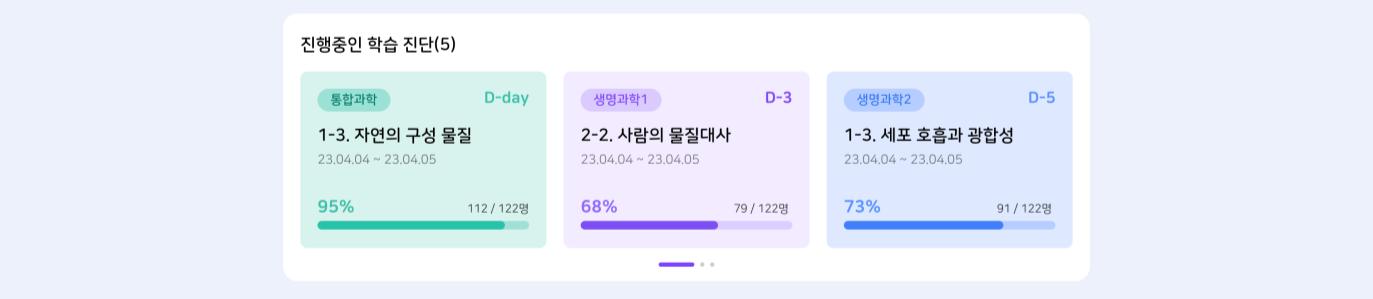 진행중인 학습 진단(5)
통합과학
D-day
1-3. 자연의 구성 물질
23.04.04 ~ 23.04.05
95%
112 / 122명
생명과학1
D-3
2-2. 사람의 물질대사
23.04.04 ~ 23.04.05
68%
79 / 122명
생명과학2
D-5
1-3. 세포 호흡과 광합성
23.04.04 ~ 23.04.05
73%
91 / 122명